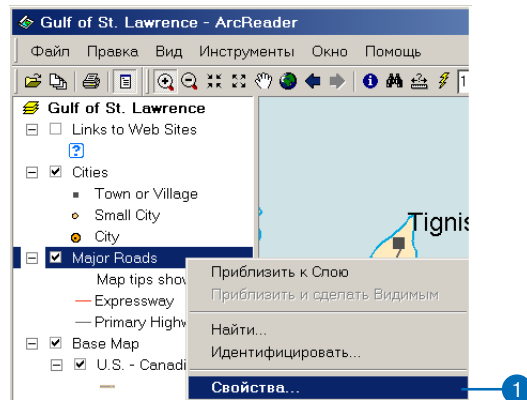 Gulf of St. Lawrence - ArcReader
Файл Правка Вид Инструменты Окно Помощь
1
Gulf of St. Lawrence
Links to Web Sites
?
Cities
Town or Village
Small City
City
Major Roads
Map tips show
Expressway
Primary Highw
Base Map
U.S. - Canadi
Tignis
Приблизить к Слою
Приблизить и сделать Видимым
Найти...
Идентифицировать...
Свойства...
1